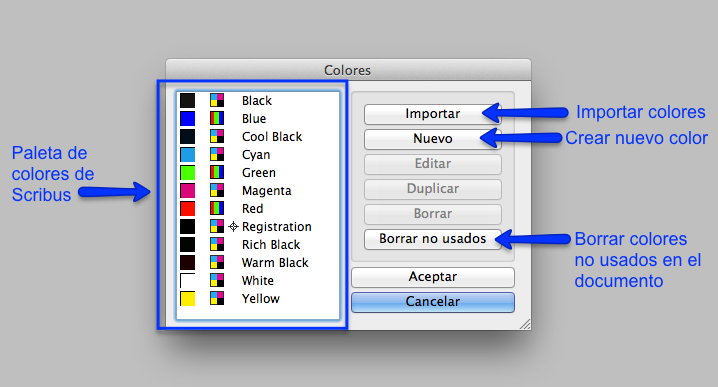 Colores
Paleta de
colores de
Scribus
Black
Blue
Cool Black
Cyan
Green
Magenta
Red
Registration
Rich Black
Warm Black
White
Yellow
Importar
Nuevo
Editar
Duplicar
Borrar
Borrar no usados
Aceptar
Cancelar
Importar colores
Crear nuevo color
Borrar colores
no usados en el
documento